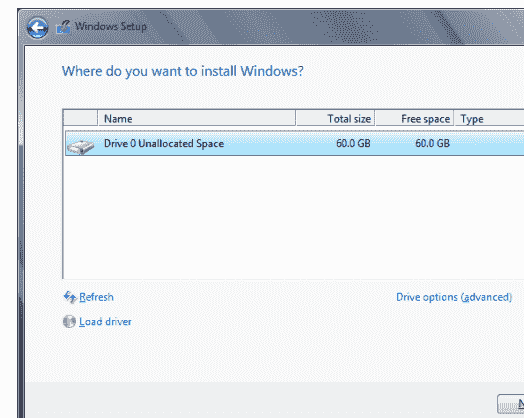 Windows Setup
Where do you want to install Windows?
Name Total size Free space Type
Drive 0 Unallocated Space 60.0 GB 60.0 GB
Refresh Drive options (advanced)
Load driver